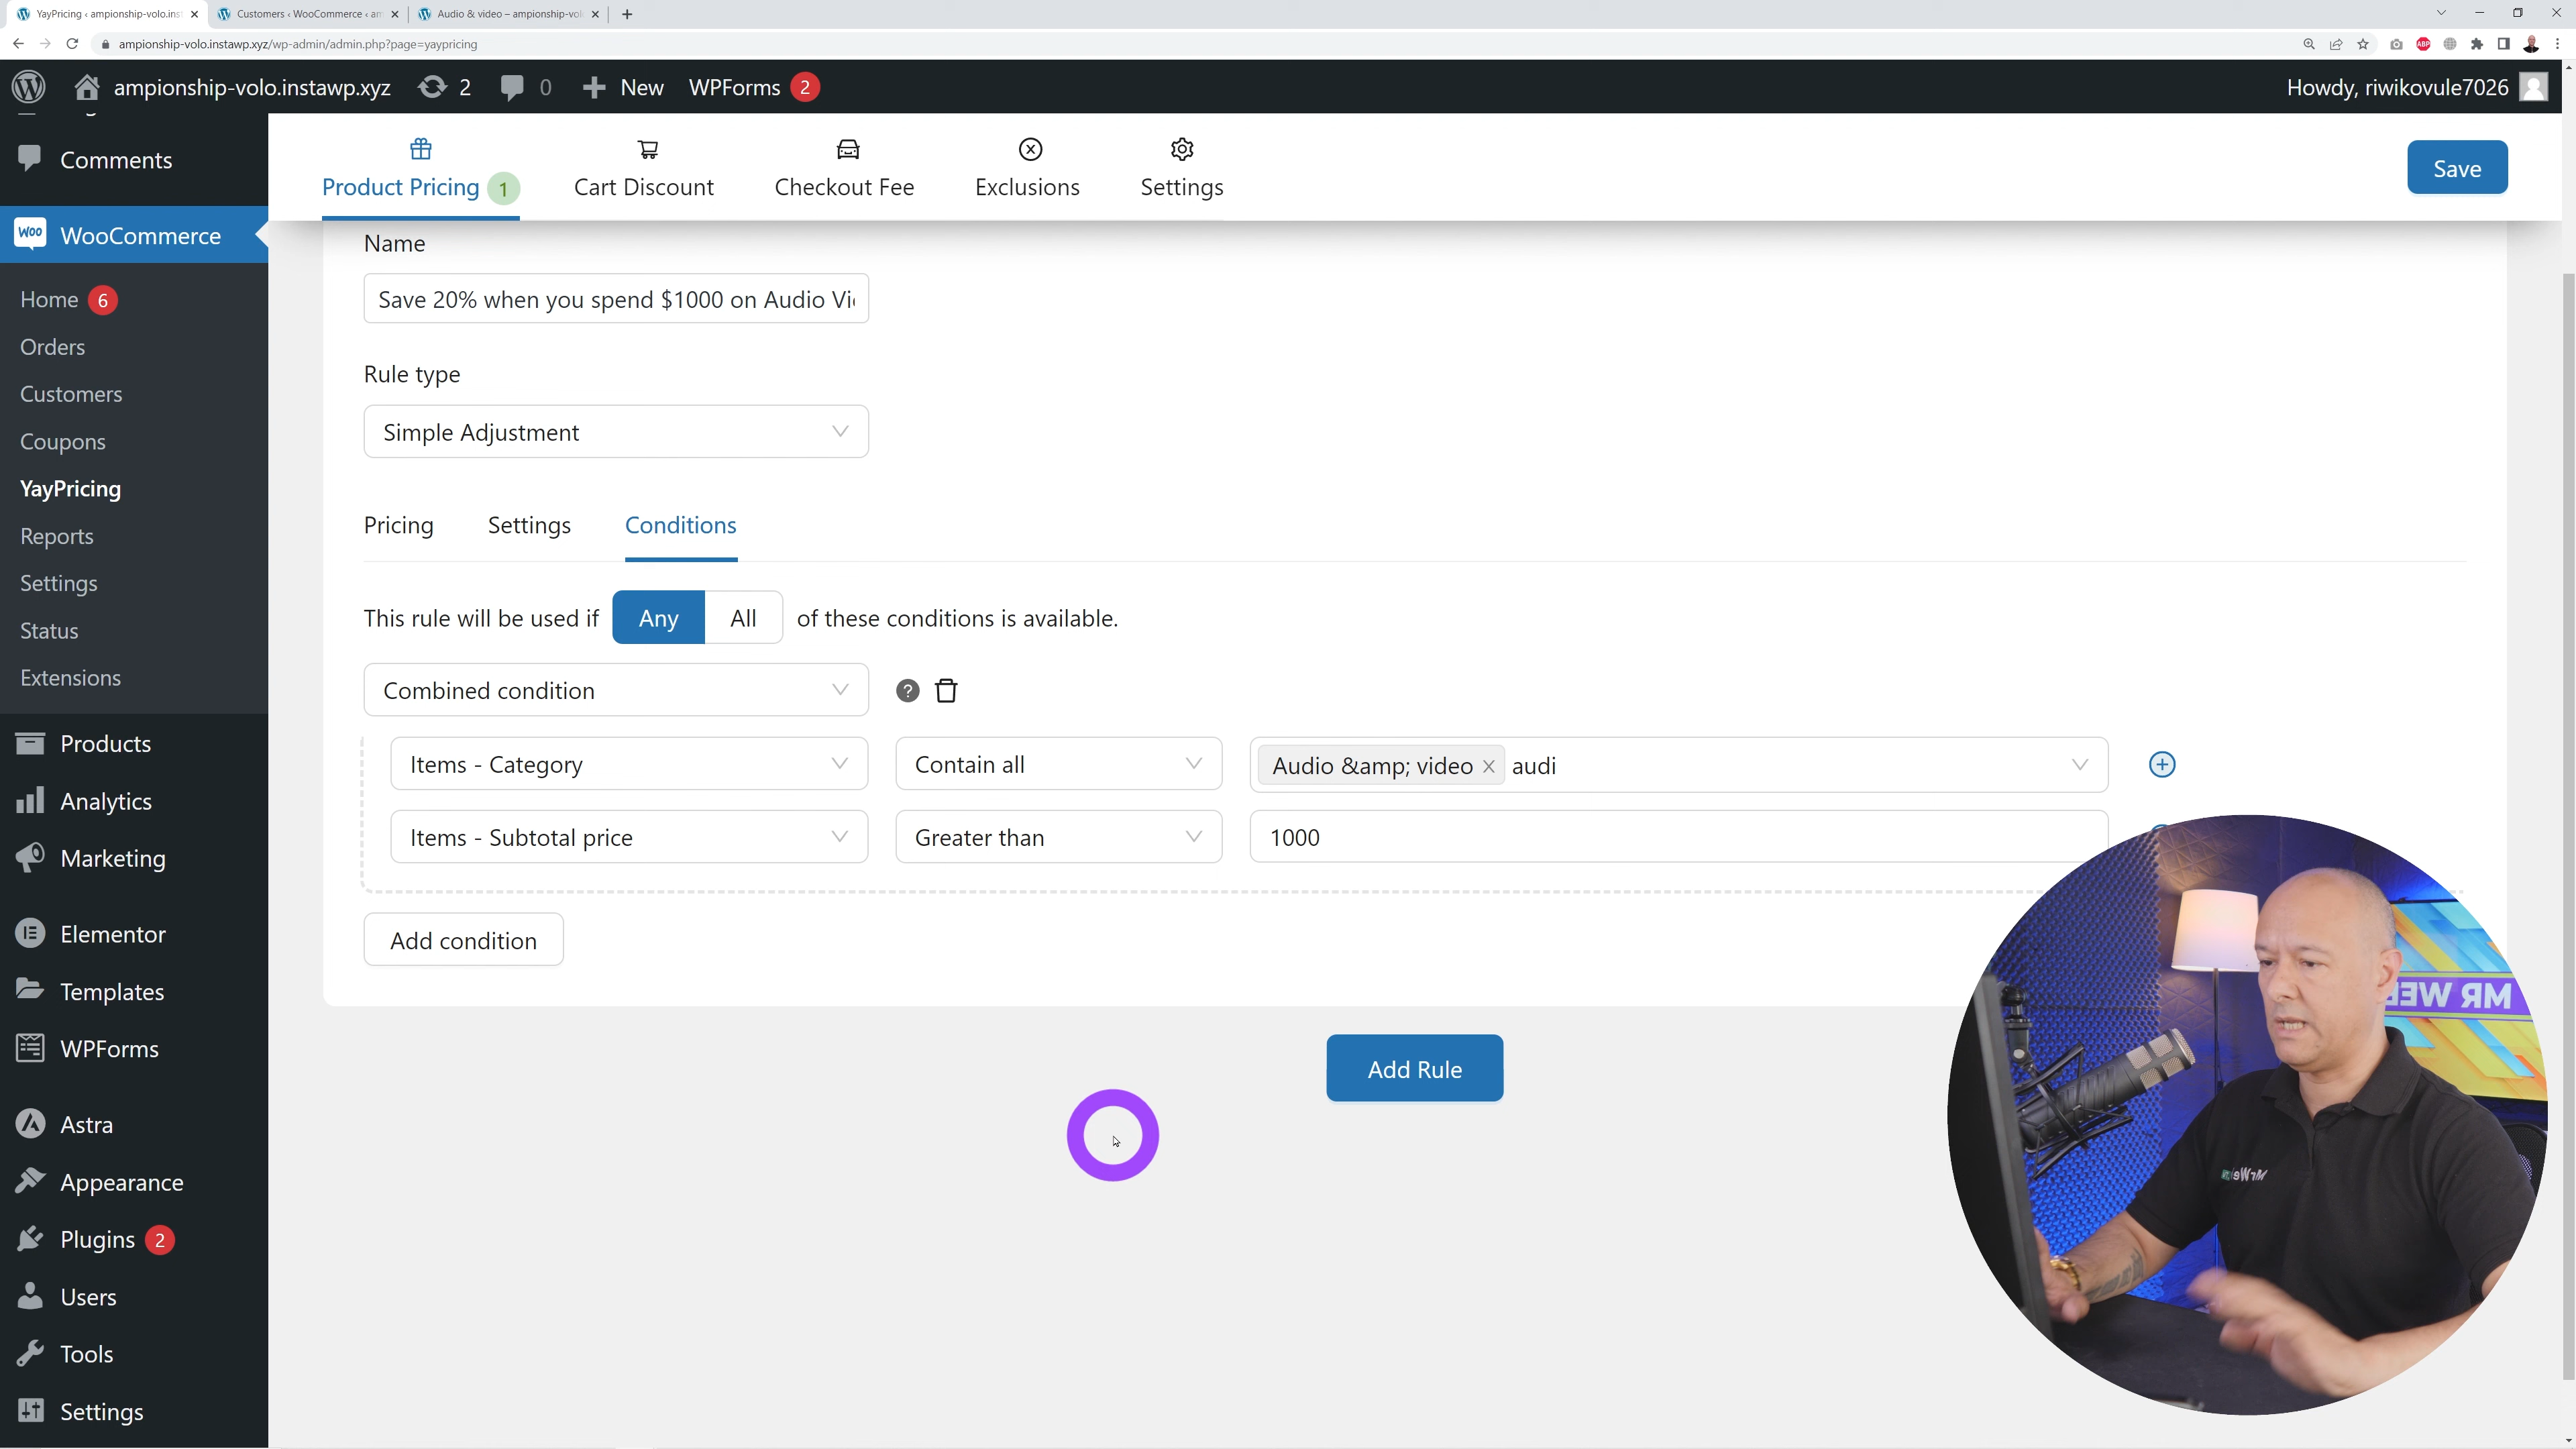 YayPricing ‹ ampionship-volo.inst
Customers ‹ WooCommerce ‹ am
Audio & video – ampionship-vol
ampionship-volo.instawp.xyz/wp-admin/admin.php?page=yaypricing
ABP
ampionship-volo.instawp.xyz
2
0
New
WPForms 2
Howdy, riwikovule7026
Comments
WooCommerce
Home 6
Orders
Customers
Coupons
YayPricing
Reports
Settings
Status
Extensions
Products
Analytics
Marketing
Elementor
Templates
WPForms
Astra
Appearance
Plugins 2
Users
Tools
Settings
Product Pricing 1
Cart Discount
Checkout Fee
Exclusions
Settings
Save
Name
Save 20% when you spend $1000 on Audio Vi
Rule type
Simple Adjustment
Pricing
Settings
Conditions
This rule will be used if Any All of these conditions is available.
Combined condition
?
Items - Category
Contain all
Audio &amp; video audi
Items - Subtotal price
Greater than
1000
Add condition
Add Rule
MR WEB